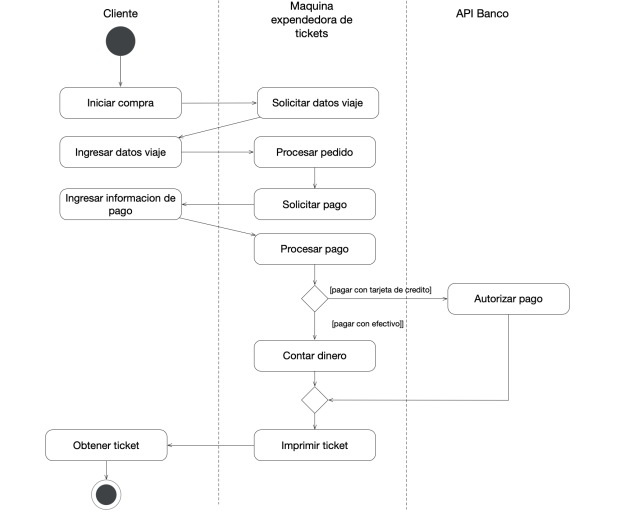 Cliente
Maquina
expendedora de
tickets
API Banco
Iniciar compra
Solicitar datos viaje
Ingresar datos viaje
Procesar pedido
Ingresar informacion de
pago
Solicitar pago
Procesar pago
[pagar con tarjeta de credito]
Autorizar pago
[pagar con efectivo]]
Contar dinero
Obtener ticket
Imprimir ticket